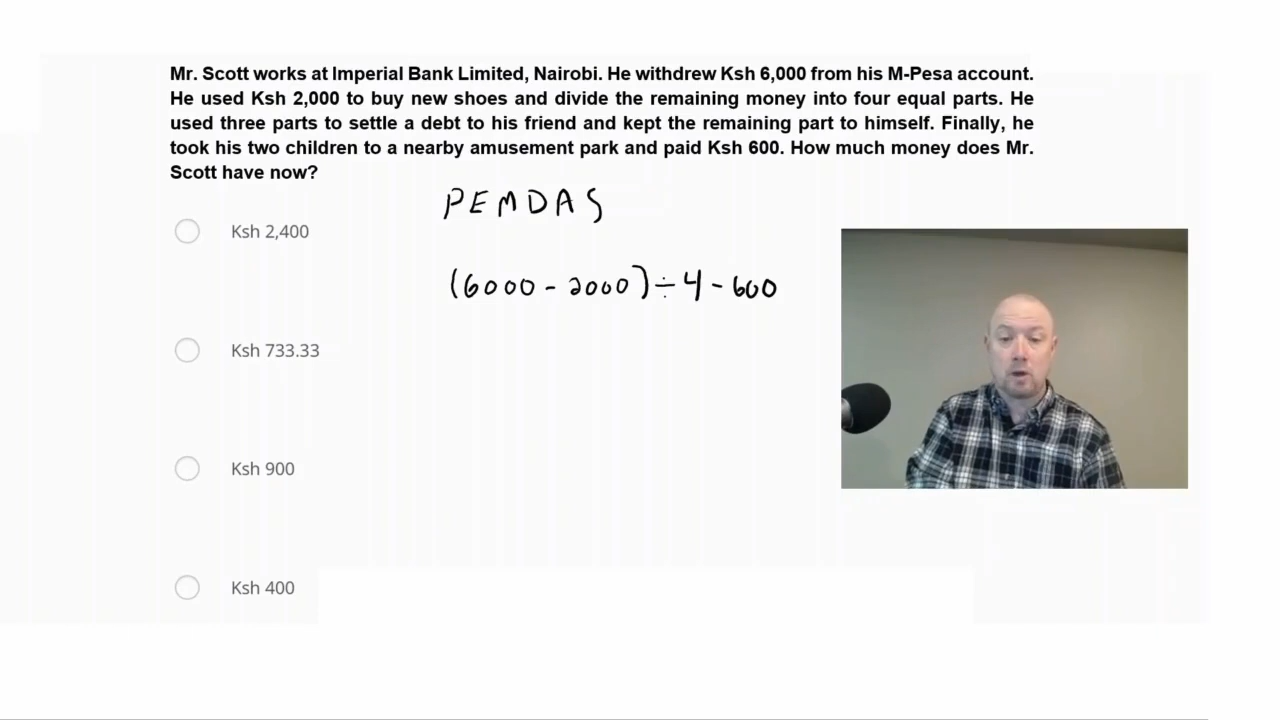 Mr. Scott works at Imperial Bank Limited, Nairobi. He withdrew Ksh 6,000 from his M-Pesa account.
He used Ksh 2,000 to buy new shoes and divide the remaining money into four equal parts. He
used three parts to settle a debt to his friend and kept the remaining part to himself. Finally, he
took his two children to a nearby amusement park and paid Ksh 600. How much money does Mr.
Scott have now?
PEMDAS
Ksh 2,400
(6000 - 2000) ÷ 4 - 600
Ksh 733.33
Ksh 900
Ksh 400